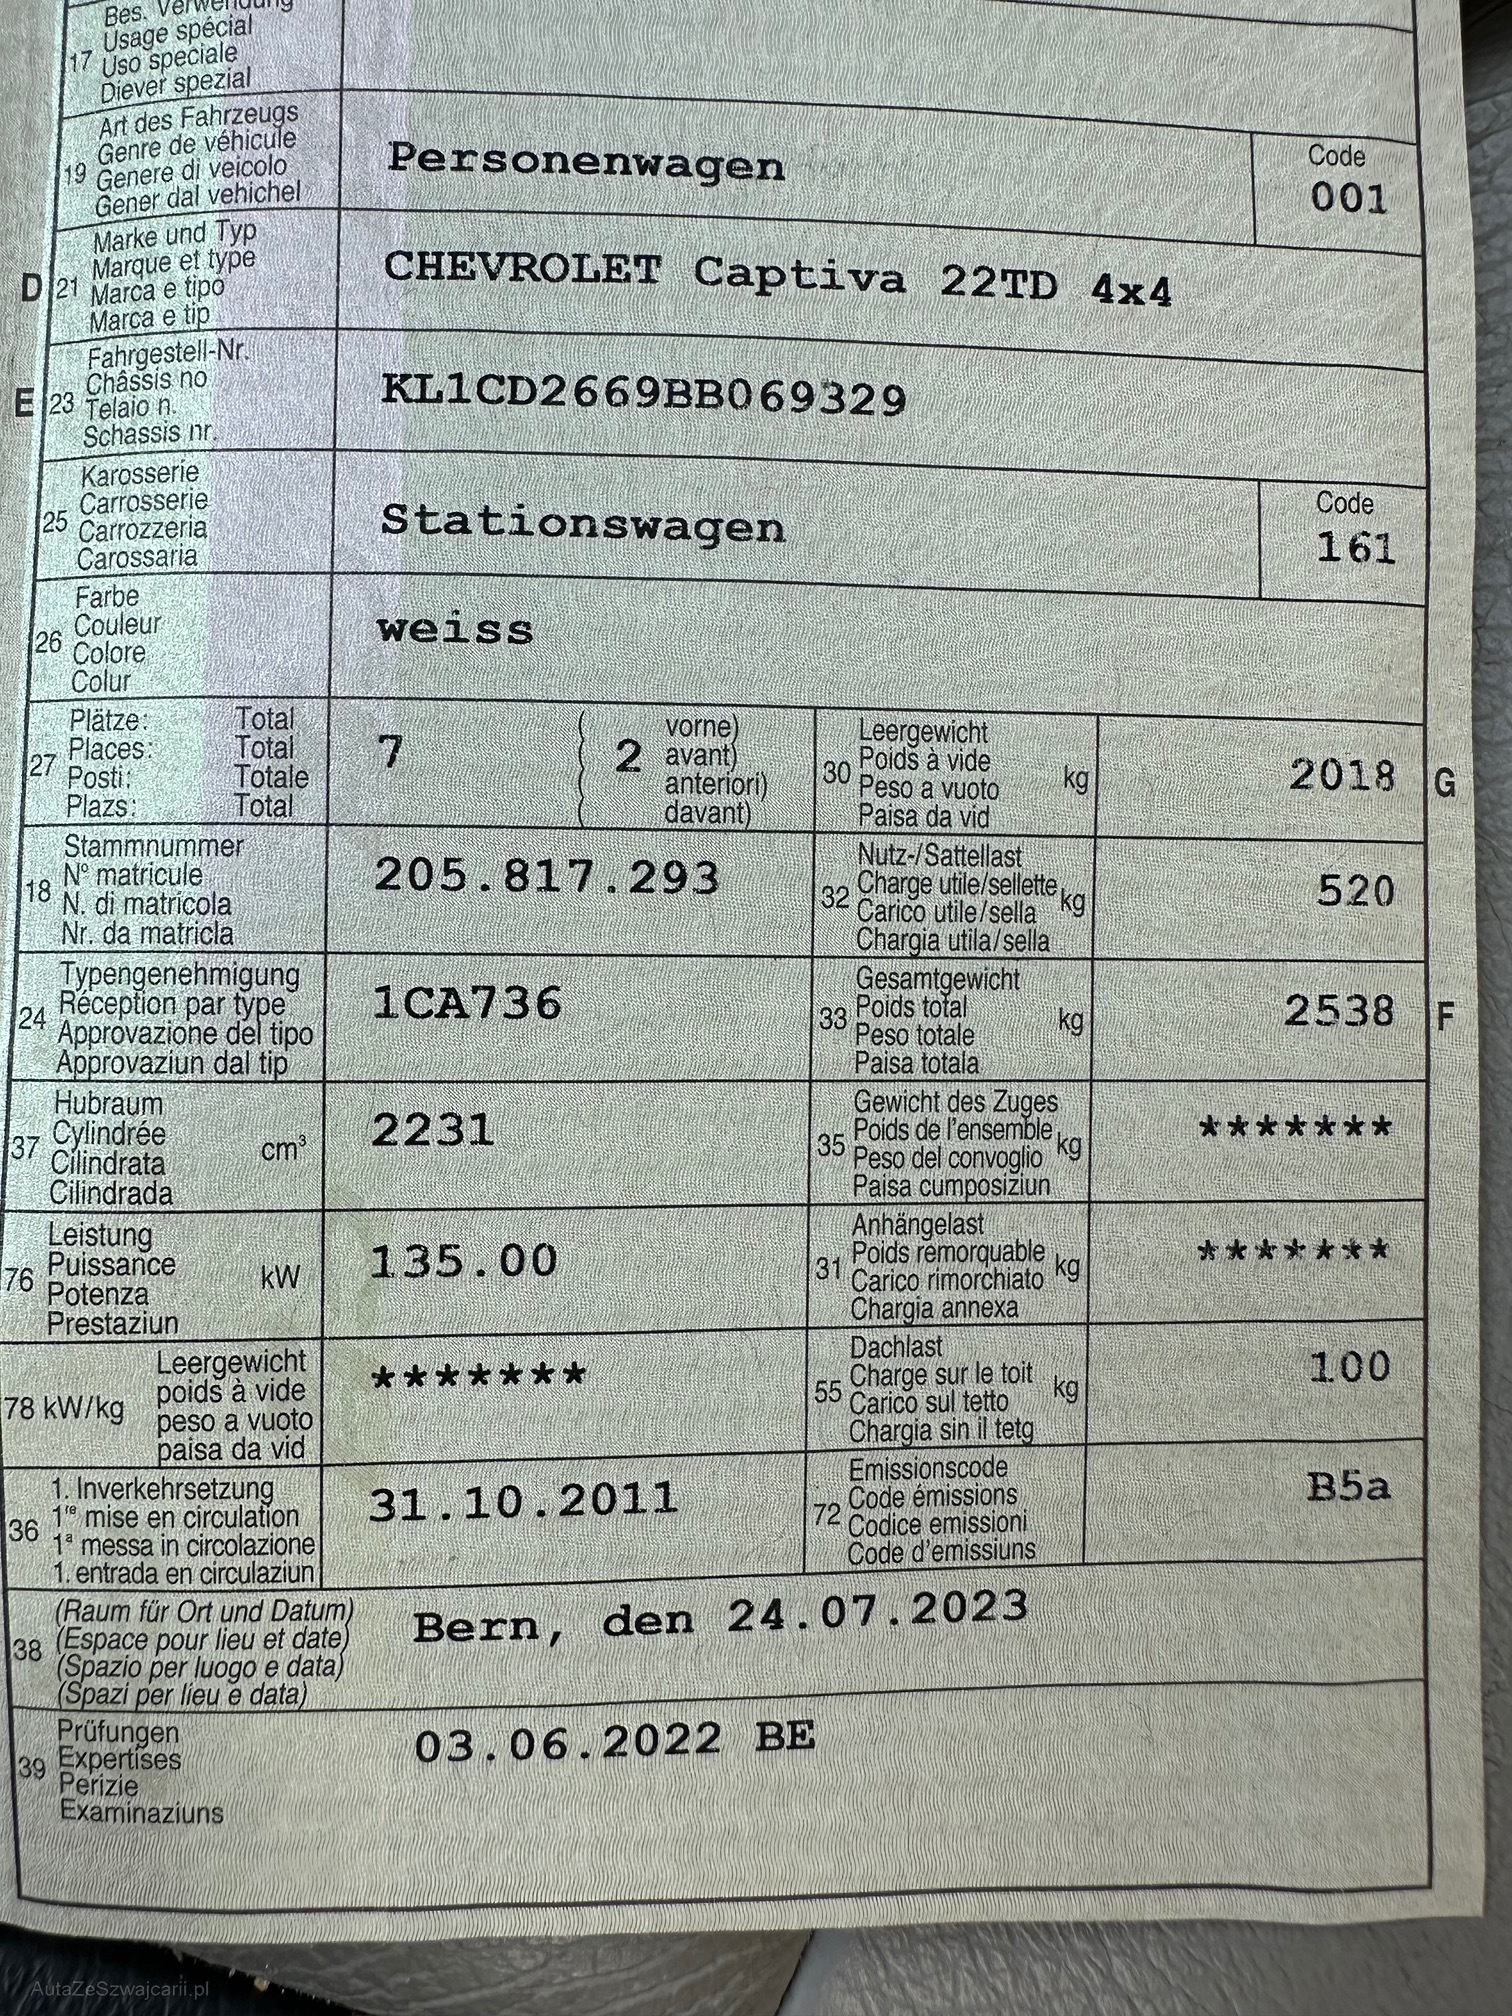 Bes. Verwendung
17 Usage spécial
Uso speciale
Diever spezial
Art des Fahrzeugs
19 Genre de véhicule
Genere di veicolo
Gener dal vehichel
Personenwagen
Code
001
D 21 Marke und Typ
Marque et type
Marca e tipo
Marca e tip
CHEVROLET Captiva 22TD 4x4
E 23 Fahrgestell-Nr.
Châssis no
Telaio n.
Schassis nr.
KL1CD2669BB069329
25 Karosserie
Carrosserie
Carrozzeria
Carossaria
Stationswagen
Code
161
26 Farbe
Couleur
Colore
Colur
weiss
27 Plätze: Total
Places: Total
Posti: Totale
Plazs: Total
7 ( 2 vorne)
avant)
anteriori)
davant)
30 Leergewicht
Poids à vide
Peso a vuoto
Paisa da vid
kg
2018 G
18 Stammnummer
N° matricule
N. di matricola
Nr. da matricla
205.817.293
32 Nutz-/Sattellast
Charge utile/sellette
Carico utile/sella
Chargia utila/sella
kg
520
24 Typengenehmigung
Réception par type
Approvazione del tipo
Approvaziun dal tip
1CA736
33 Gesamtgewicht
Poids total
Peso totale
Paisa totala
kg
2538 F
37 Hubraum
Cylindrée
Cilindrata
Cilindrada
cm³
2231
35 Gewicht des Zuges
Poids de l'ensemble
Peso del convoglio
Paisa cumposiziun
kg
*******
76 Leistung
Puissance
Potenza
Prestaziun
kW
135.00
31 Anhängelast
Poids remorquable
Carico rimorchiato
Chargia annexa
kg
*******
78 kW/kg
Leergewicht
poids à vide
peso a vuoto
paisa da vid
*******
55 Dachlast
Charge sur le toit
Carico sul tetto
Chargia sin il tetg
kg
100
36 1. Inverkehrsetzung
1re mise en circulation
1a messa in circolazione
1. entrada en circulaziun
31.10.2011
72 Emissionscode
Code émissions
Codice emissioni
Code d'emissiuns
B5a
38 (Raum für Ort und Datum)
(Espace pour lieu et date)
(Spazio per luogo e data)
(Spazi per lieu e data)
Bern, den 24.07.2023
39 Prüfungen
Expertises
Perizie
Examinaziuns
03.06.2022 BE
AutaZeSzwajcarii.pl